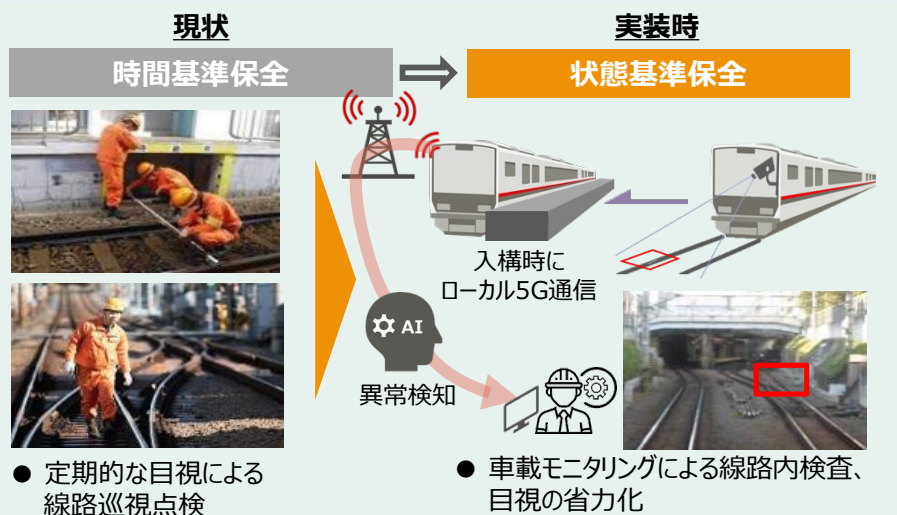 現状
実装時
時間基準保全
状態基準保全
入構時に
ローカル5G通信
AI
異常検知
● 定期的な目視による
線路巡視点検
● 車載モニタリングによる線路内検査、
目視の省力化